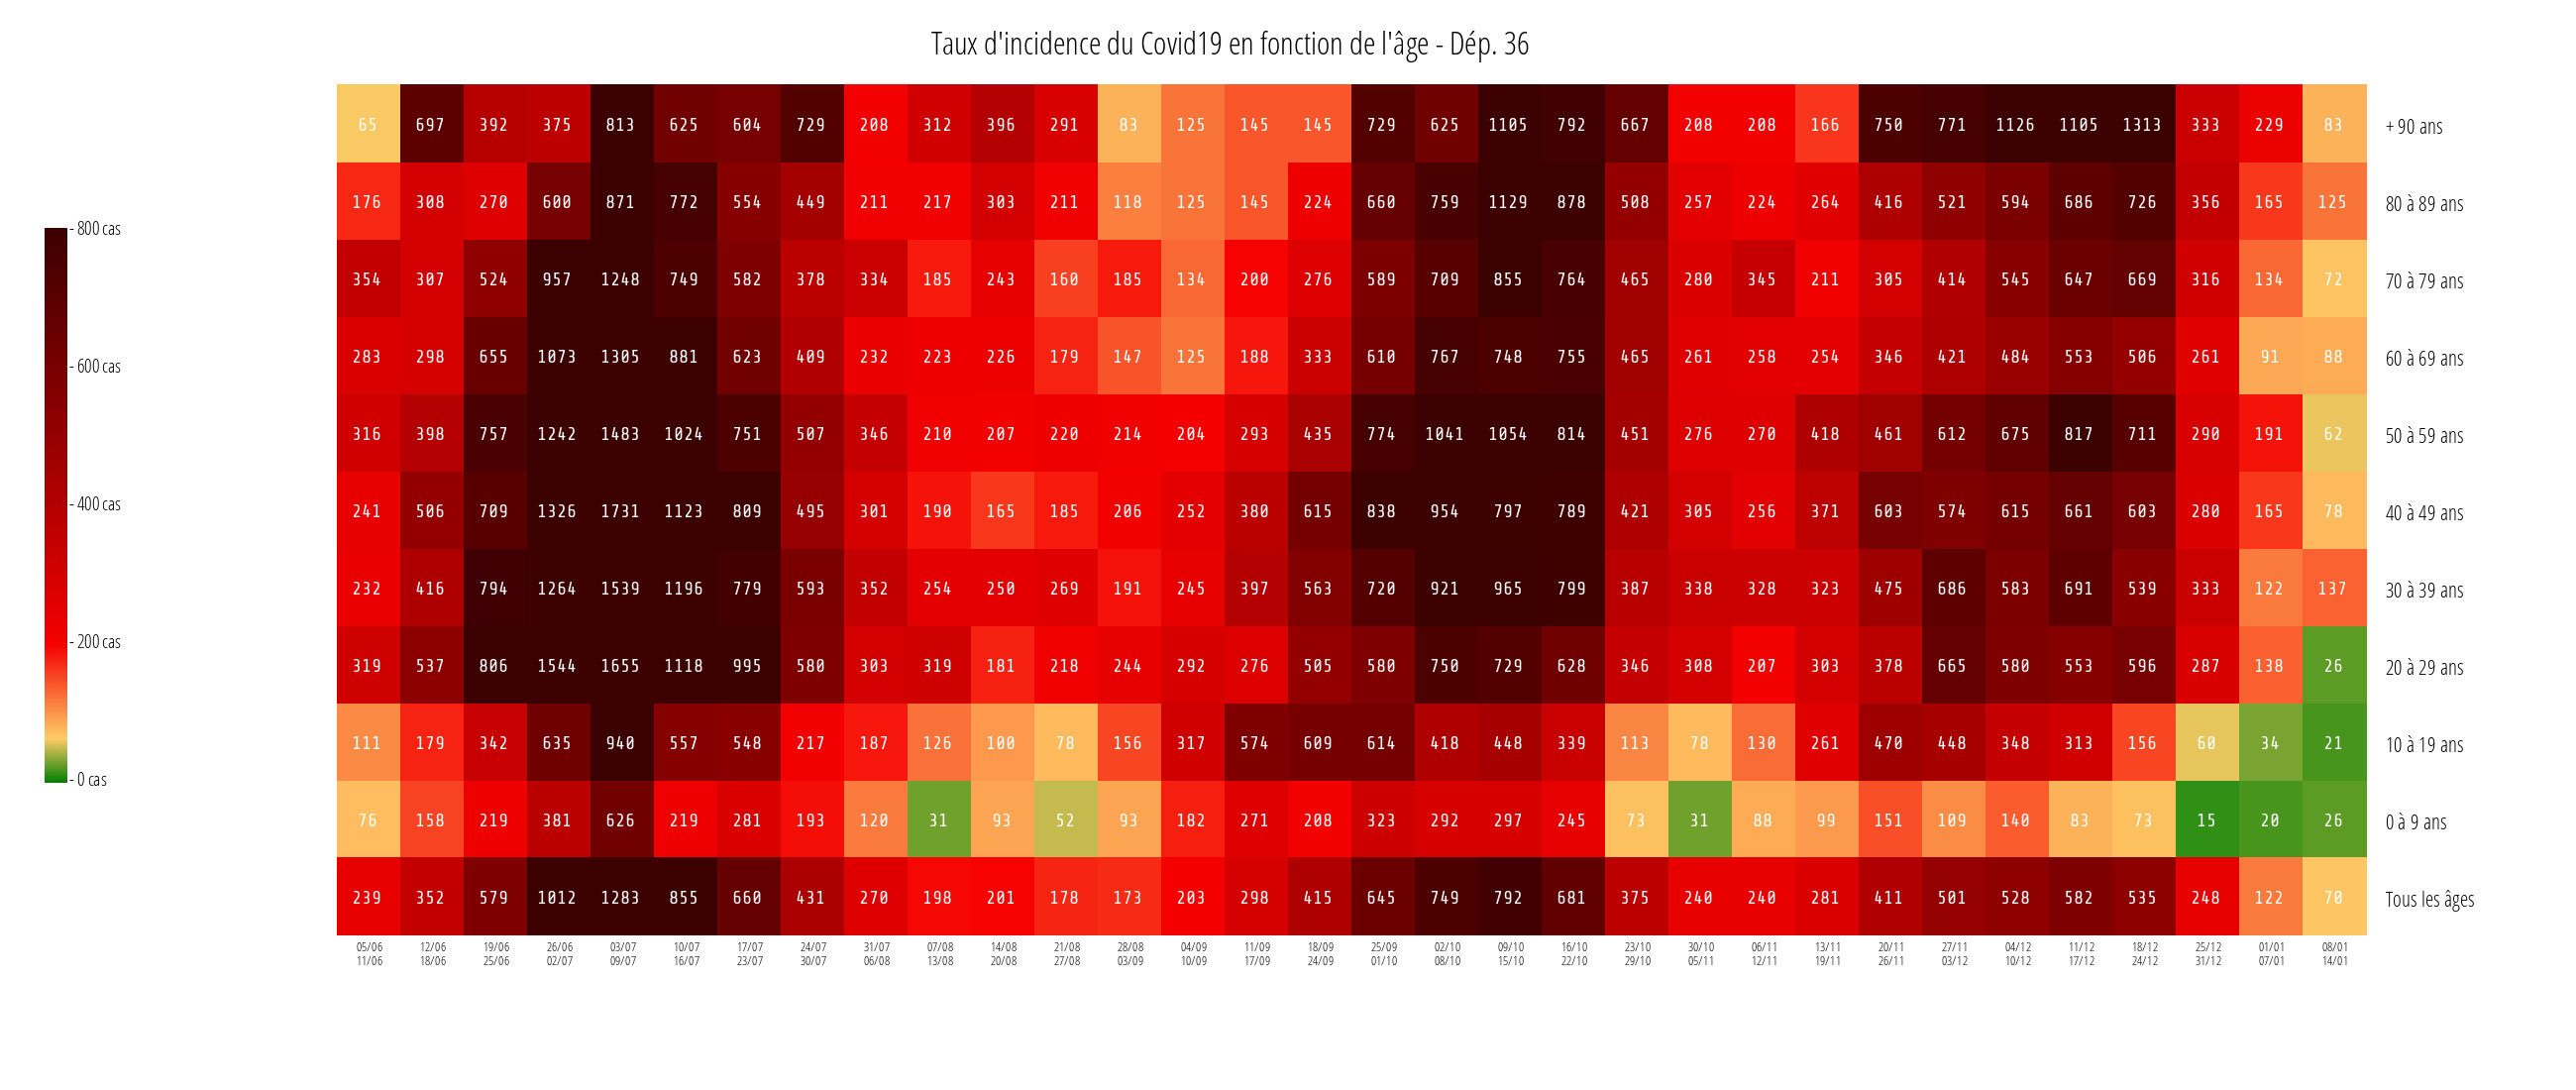 Taux d'incidence du Covid19 en fonction de l'âge - Dép. 36
65 697 392 375 813 625 604 729 208 312 396 291 83 125 145 145 729 625 1105 792 667 208 208 166 750 771 1126 1105 1313 333 229 83 + 90 ans
176 308 270 600 871 772 554 449 211 217 303 211 118 125 145 224 660 759 1129 878 508 257 224 264 416 521 594 686 726 356 165 125 80 à 89 ans
354 307 524 957 1248 749 582 378 334 185 243 160 185 134 200 276 589 709 855 764 465 280 345 211 305 414 545 647 669 316 134 72 70 à 79 ans
283 298 655 1073 1305 881 623 409 232 223 226 179 147 125 188 333 610 767 748 755 465 261 258 254 346 421 484 553 506 261 91 88 60 à 69 ans
316 398 757 1242 1483 1024 751 507 346 210 207 220 214 204 293 435 774 1041 1054 814 451 276 270 418 461 612 675 817 711 290 191 62 50 à 59 ans
241 506 709 1326 1731 1123 809 495 301 190 165 185 206 252 380 615 838 954 797 789 421 305 256 371 603 574 615 661 603 280 165 78 40 à 49 ans
232 416 794 1264 1539 1196 779 593 352 254 250 269 191 245 397 563 720 921 965 799 387 338 328 323 475 686 583 691 539 333 122 137 30 à 39 ans
319 537 806 1544 1655 1118 995 580 303 319 181 218 244 292 276 505 580 750 729 628 346 308 207 303 378 665 580 553 596 287 138 26 20 à 29 ans
111 179 342 635 940 557 548 217 187 126 100 78 156 317 574 609 614 418 448 339 113 78 130 261 470 448 348 313 156 60 34 21 10 à 19 ans
76 158 219 381 626 219 281 193 120 31 93 52 93 182 271 208 323 292 297 245 73 31 88 99 151 109 140 83 73 15 20 26 0 à 9 ans
239 352 579 1012 1283 855 660 431 270 198 201 178 173 203 298 415 645 749 792 681 375 240 240 281 411 501 528 582 535 248 122 70 Tous les âges
05/06 12/06 19/06 26/06 03/07 10/07 17/07 24/07 31/07 07/08 14/08 21/08 28/08 04/09 11/09 18/09 25/09 02/10 09/10 16/10 23/10 30/10 06/11 13/11 20/11 27/11 04/12 11/12 18/12 25/12 01/01 08/01
11/06 18/06 25/06 02/07 09/07 16/07 23/07 30/07 06/08 13/08 20/08 27/08 03/09 10/09 17/09 24/09 01/10 08/10 15/10 22/10 29/10 05/11 12/11 19/11 26/11 03/12 10/12 17/12 24/12 31/12 07/01 14/01
- 800 cas
- 600 cas
- 400 cas
- 200 cas
- 0 cas